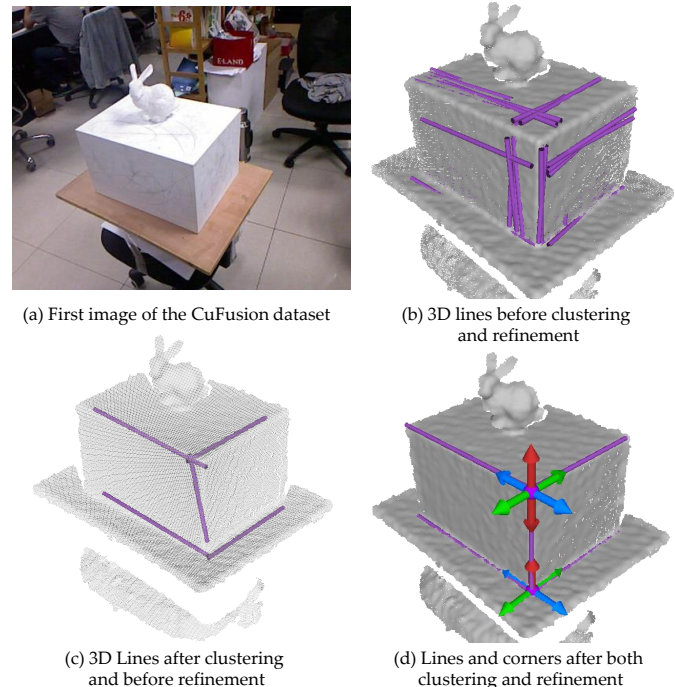 E-LAND
(a) First image of the CuFusion dataset
(b) 3D lines before clustering
and refinement
(c) 3D Lines after clustering
and before refinement
(d) Lines and corners after both
clustering and refinement